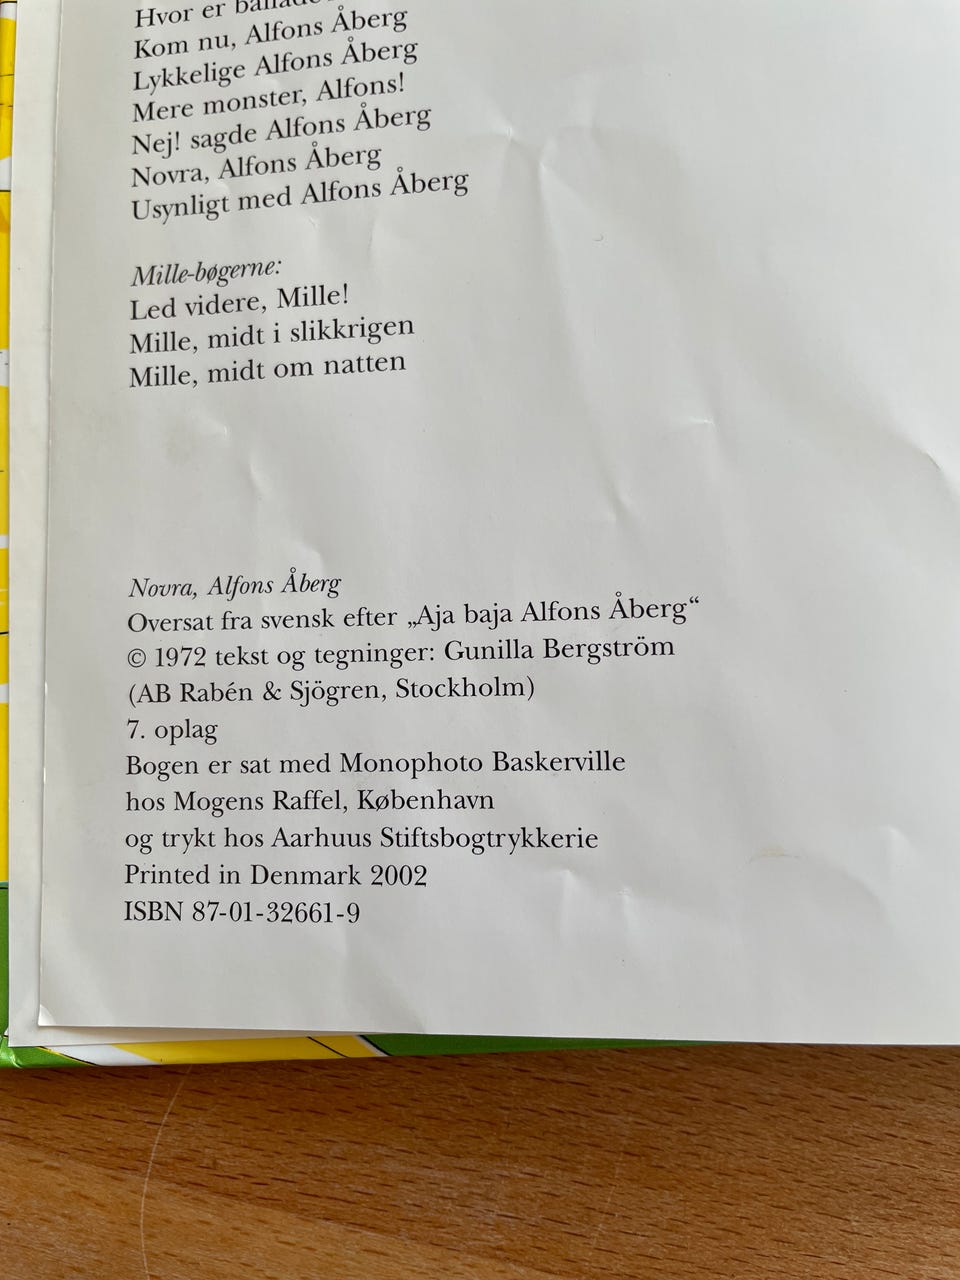 Hvor er
Kom nu, Alfons Åberg
Lykkelige Alfons Åberg
Mere monster, Alfons!
Nej! sagde Alfons Åberg
Novra, Alfons Åberg
Usynligt med Alfons Åberg
Mille-bøgerne:
Led videre, Mille!
Mille, midt i slikkrigen
Mille, midt om natten
Novra, Alfons Åberg
Oversat fra svensk efter „Aja baja Alfons Åberg“
© 1972 tekst og tegninger: Gunilla Bergström
(AB Rabén & Sjögren, Stockholm)
7. oplag
Bogen er sat med Monophoto Baskerville
hos Mogens Raffel, København
og trykt hos Aarhuus Stiftsbogtrykkerie
Printed in Denmark 2002
ISBN 87-01-32661-9